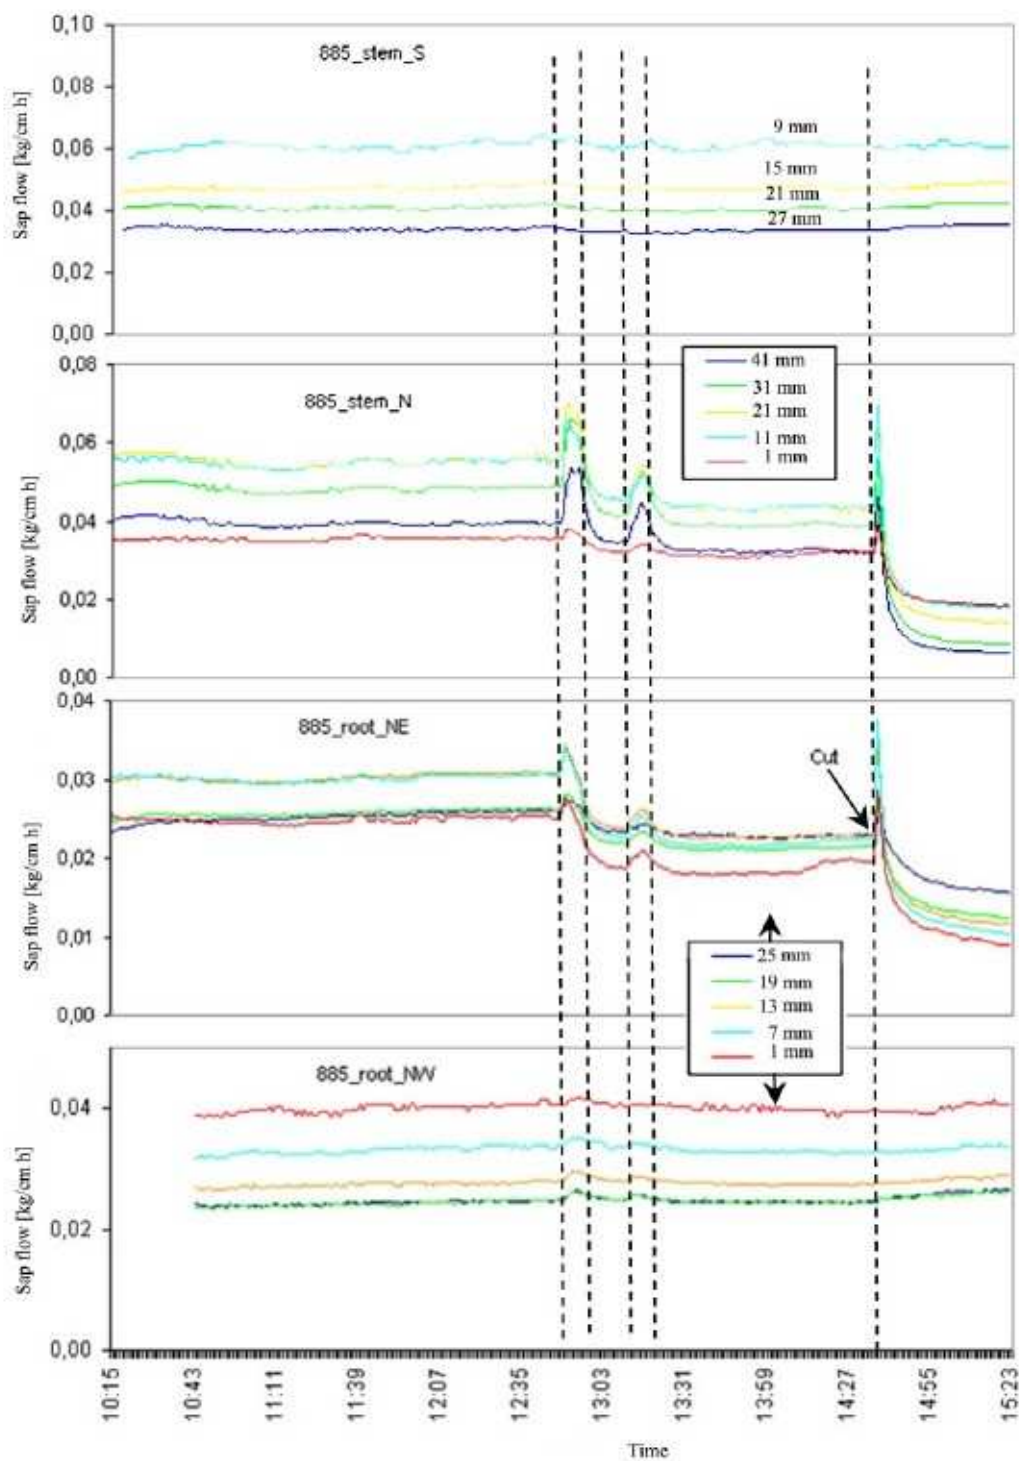 0,10
885_stem_S
0,08
9 mm
0,06
15 mm
21 mm
0,04
27 mm
0,02
0,00
Sap flow [kg/cm h]
0,08
885_stem_N
41 mm
31 mm
21 mm
11 mm
1 mm
0,06
0,04
0,02
0,00
Sap flow [kg/cm h]
0,04
885_root_NE
Cut
0,03
0,02
0,01
0,00
Sap flow [kg/cm h]
25 mm
19 mm
13 mm
7 mm
1 mm
885_root_NW
0,04
0,02
0,00
Sap flow [kg/cm h]
10:15 10:43 11:11 11:39 12:07 12:35 13:03 13:31 13:59 14:27 14:55 15:23
Time